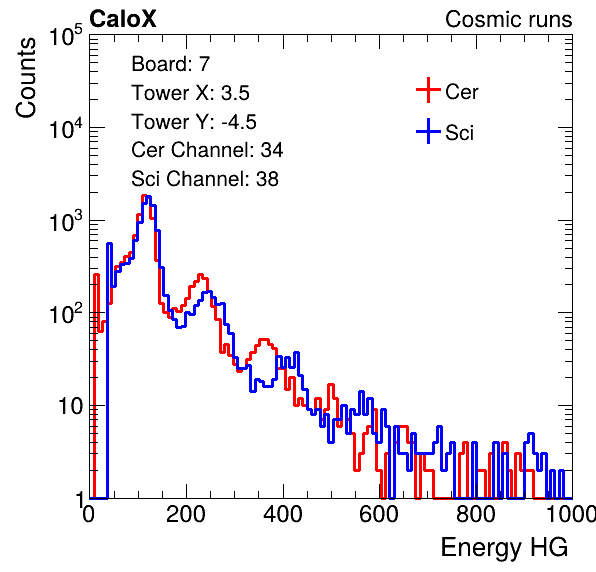 CaloX Cosmic runs
Counts
Board: 7
Tower X: 3.5
Tower Y: -4.5
Cer Channel: 34
Sci Channel: 38
Cer
Sci
10^5
10^4
10^3
10^2
10
1
0 200 400 600 800 1000
Energy HG